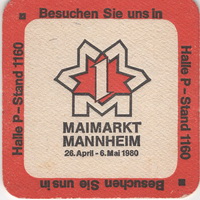 Besuchen Sie uns in
Halle P - Stand 1160
Halle P - Stand 1160
1
MAIMARKT
MANNHEIM
26. April - 6. Mai 1980
Besuchen Sie uns in